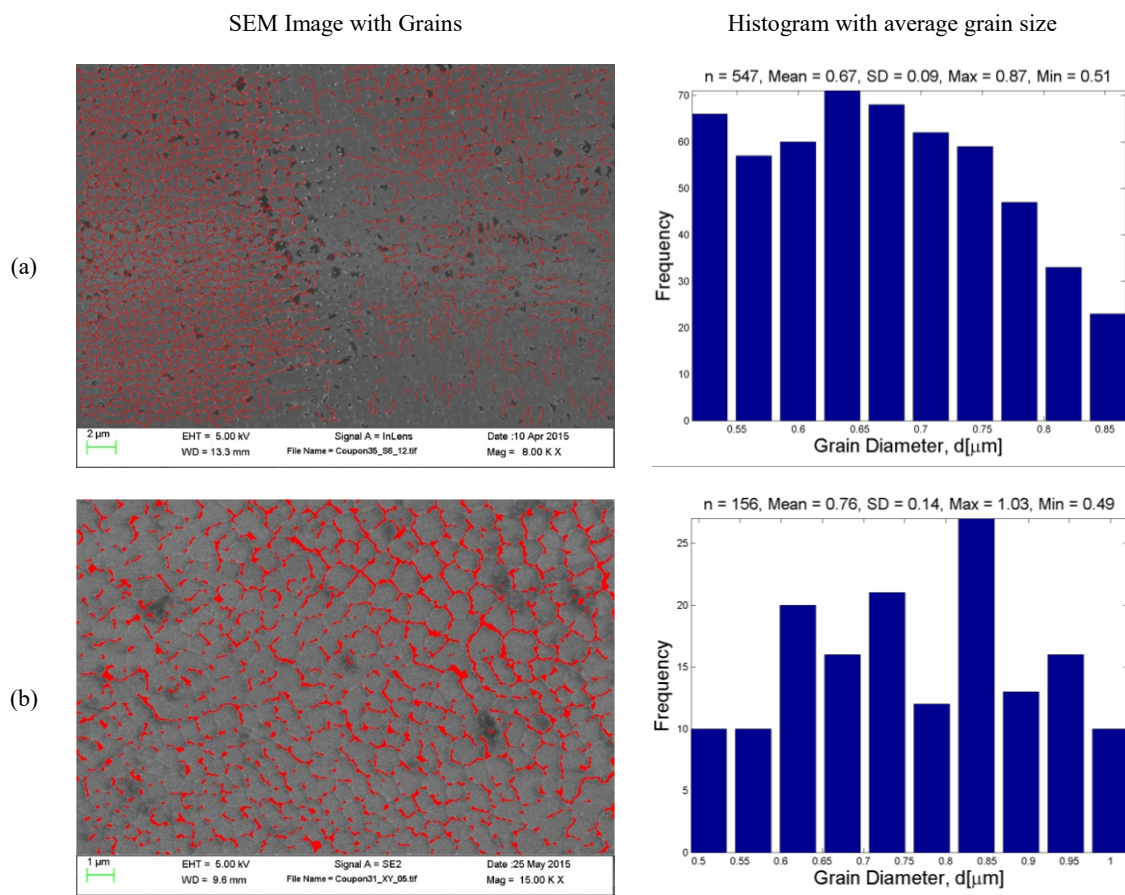 SEM Image with Grains
Histogram with average grain size
(a)
2 µm
EHT = 5.00 kV
Signal A = InLens
Date :10 Apr 2015
WD = 13.3 mm
File Name = Coupon35_S6_12.tif
Mag = 8.00 K X
n = 547, Mean = 0.67, SD = 0.09, Max = 0.87, Min = 0.51
Frequency
70
60
50
40
30
20
10
0
0.55 0.6 0.65 0.7 0.75 0.8 0.85
Grain Diameter, d[μm]
(b)
1 µm
EHT = 5.00 kV
Signal A = SE2
Date :25 May 2015
WD = 9.6 mm
File Name = Coupon31_XY_05.tif
Mag = 15.00 K X
n = 156, Mean = 0.76, SD = 0.14, Max = 1.03, Min = 0.49
Frequency
25
20
15
10
5
0
0.5 0.55 0.6 0.65 0.7 0.75 0.8 0.85 0.9 0.95 1
Grain Diameter, d[μm]